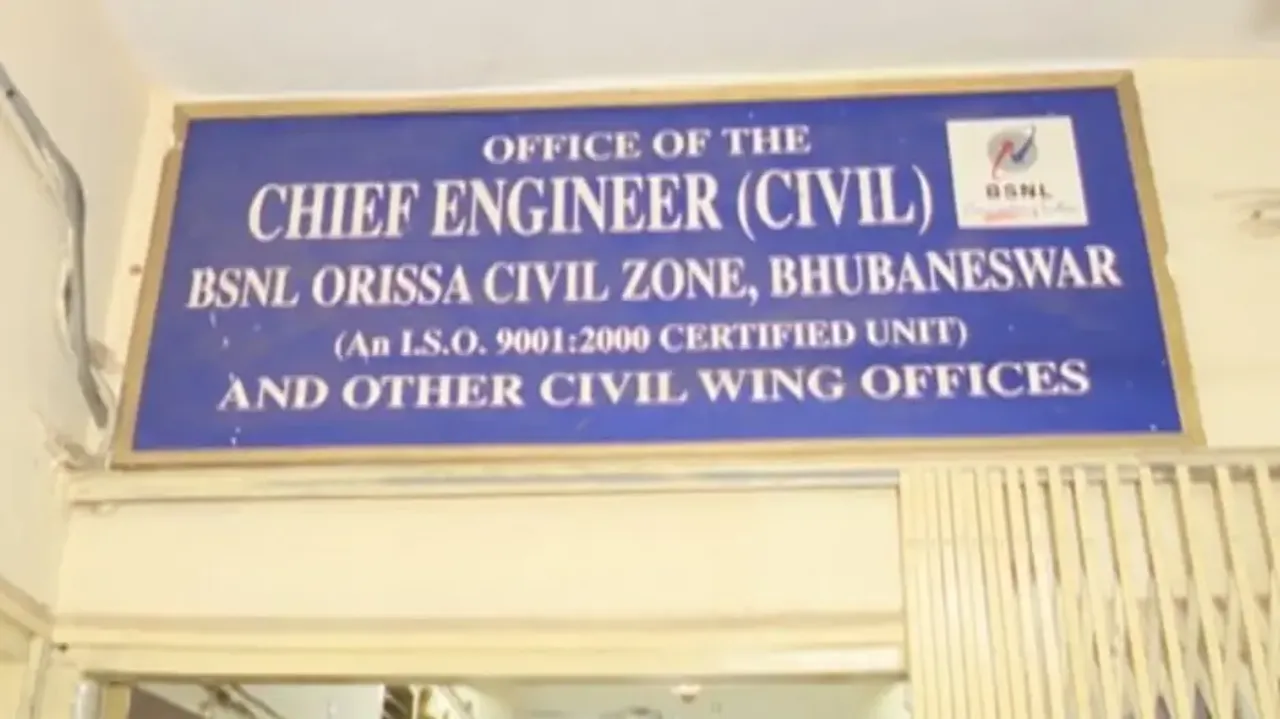 OFFICE OF THE
CHIEF ENGINEER (CIVIL)
BSNL
BSNL ORISSA CIVIL ZONE, BHUBANESWAR
(An I.S.O. 9001:2000 CERTIFIED UNIT)
AND OTHER CIVIL WING OFFICES